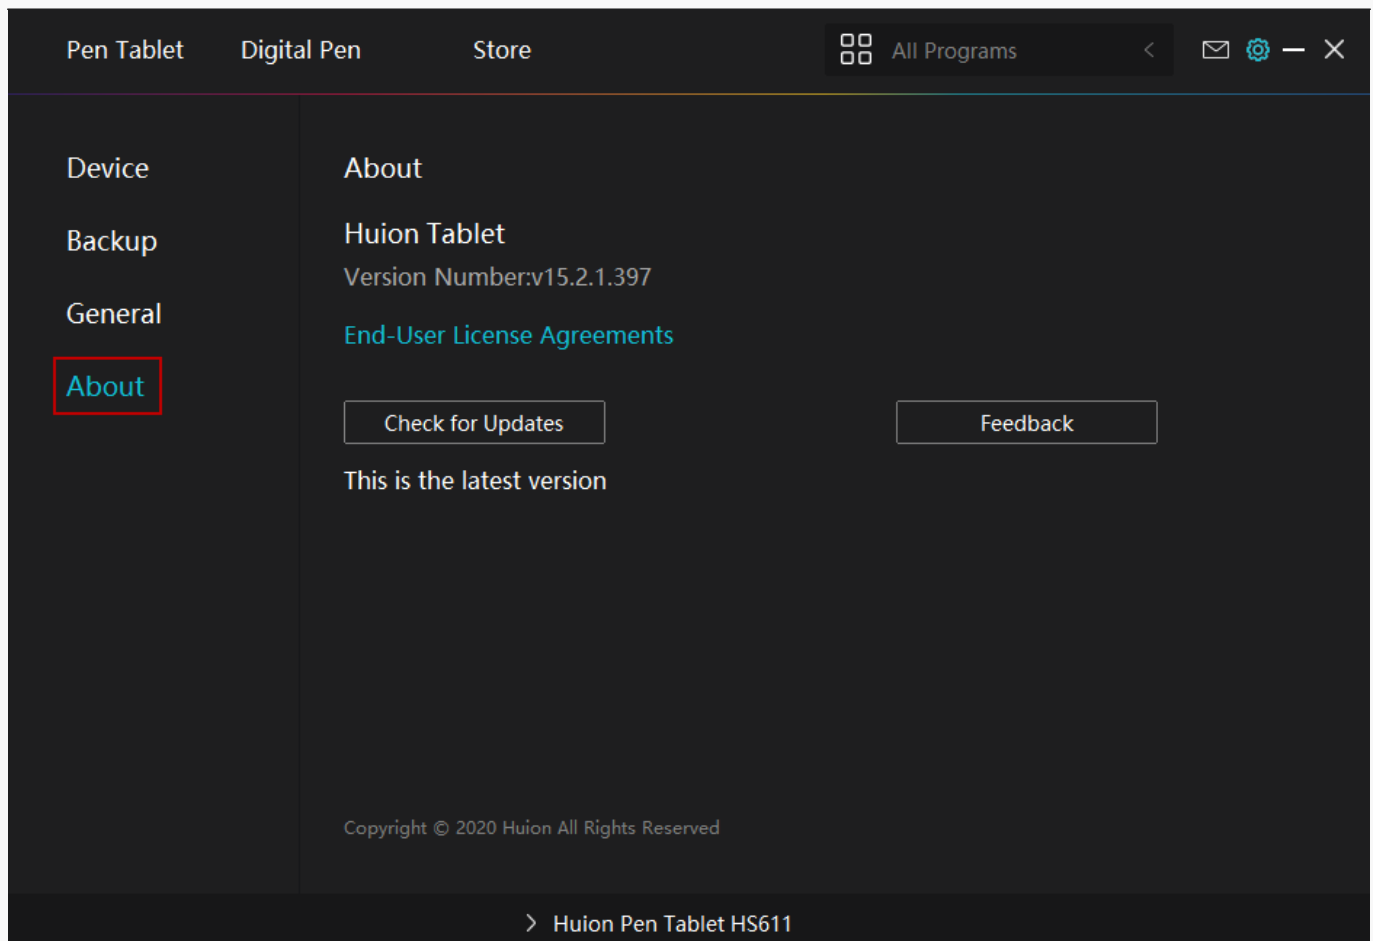 Pen Tablet Digital Pen Store All Programs
Device
Backup
General
About
About
Huion Tablet
Version Number:v15.2.1.397
End-User License Agreements
Check for Updates Feedback
This is the latest version
Copyright © 2020 Huion All Rights Reserved
Huion Pen Tablet HS611